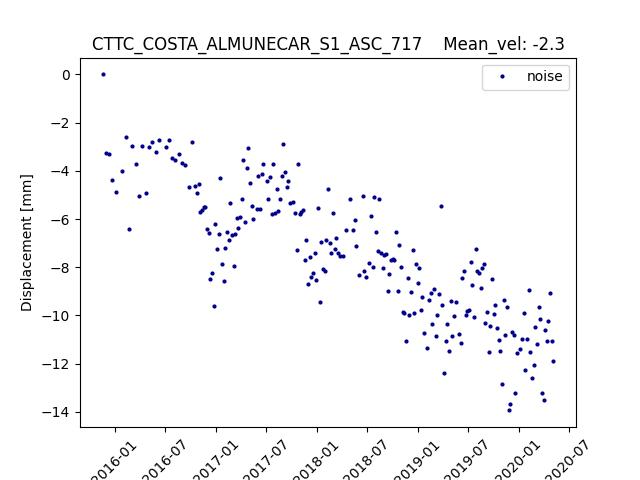 CTTC_COSTA_ALMUNECAR_S1_ASC_717 Mean_vel: -2.3
noise
Displacement [mm]
0
−2
−4
−6
−8
−10
−12
−14
2016-01 2016-07 2017-01 2017-07 2018-01 2018-07 2019-01 2019-07 2020-01 2020-07